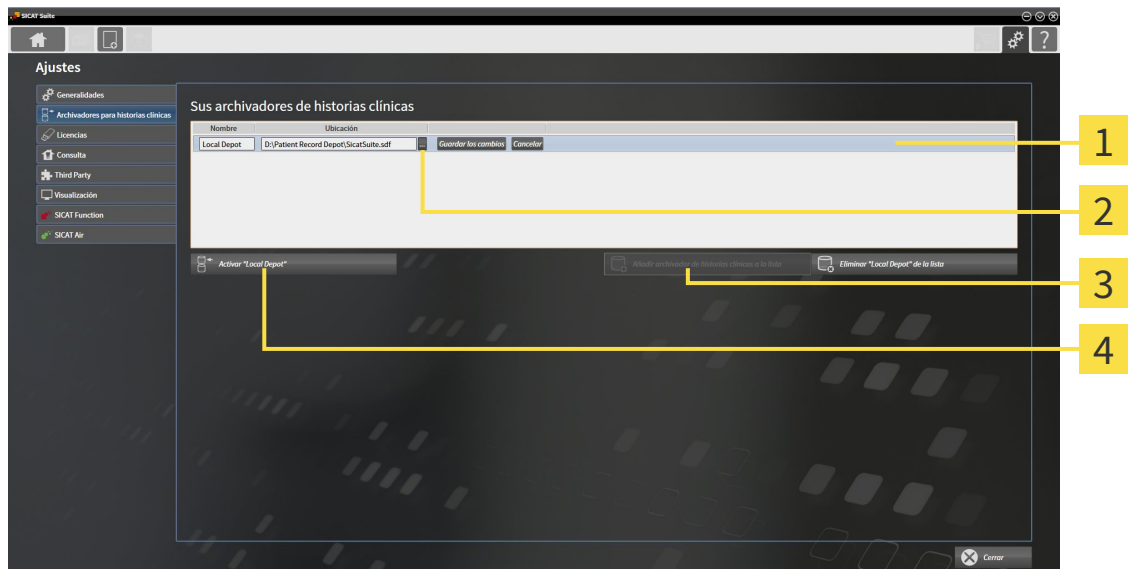 SICAT Suite
?
Ajustes
Generalidades
Archivadores para historias clínicas
Licencias
Consulta
Third Party
Visualización
SICAT Function
SICAT Air
Sus archivadores de historias clínicas
Nombre Ubicación
Local Depot D:\Patient Record Depot\SicatSuite.sdf ... Guardar los cambios Cancelar
Activar "Local Depot" Añadir archivador de historias clínicas a la lista Eliminar "Local Depot" de la lista
Cerrar
1
2
3
4